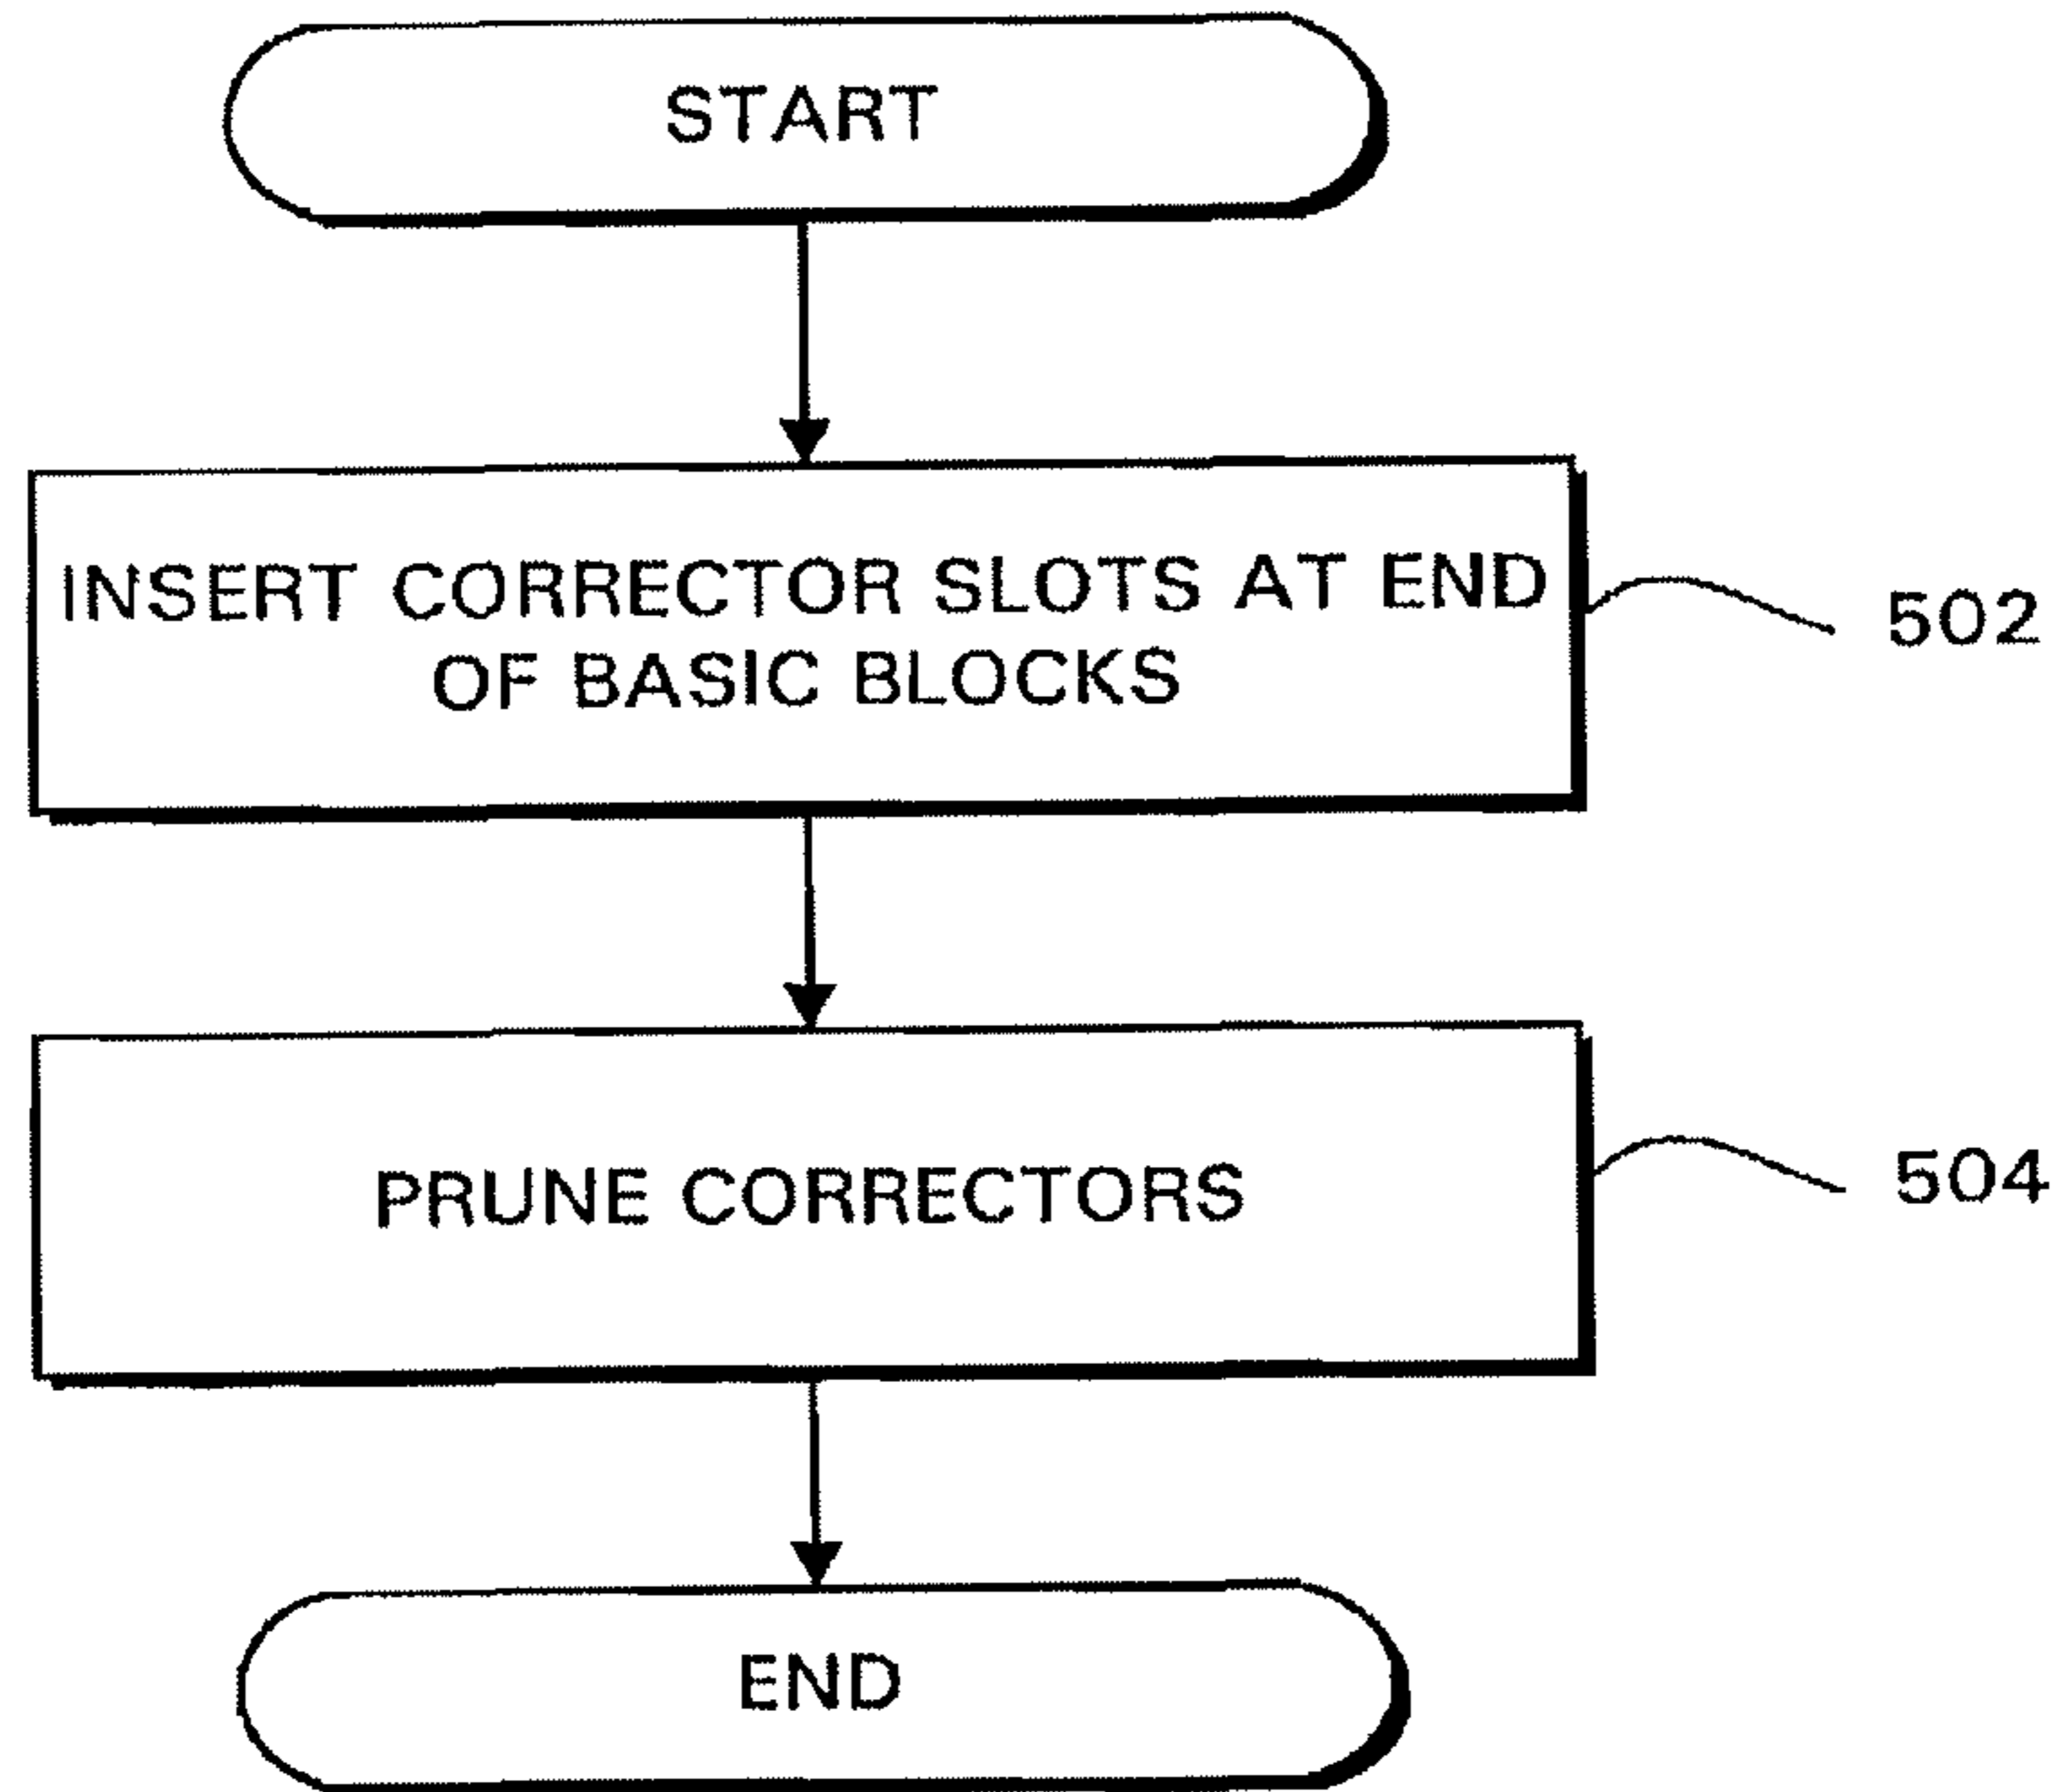 START
INSERT CORRECTOR SLOTS AT END
OF BASIC BLOCKS
502
PRUNE CORRECTORS
504
END